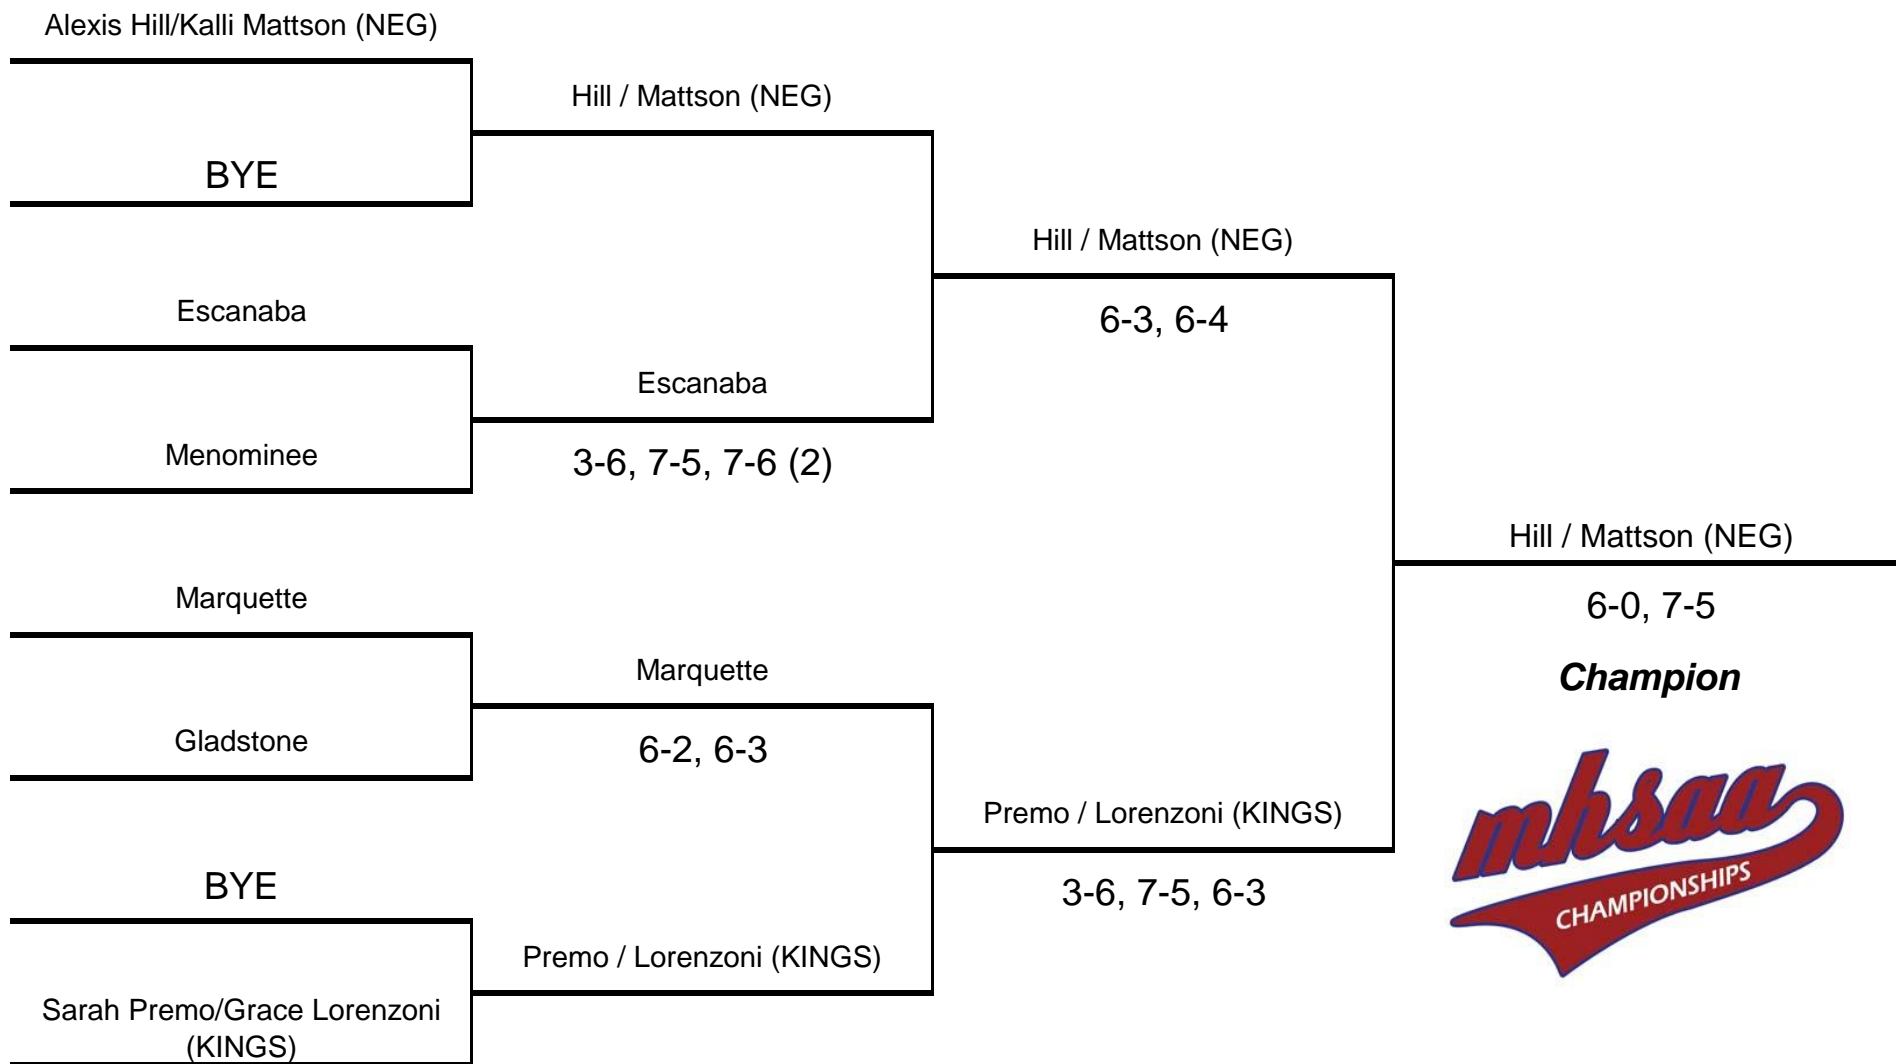 Alexis Hill/Kalli Mattson (NEG)
Hill / Mattson (NEG)
BYE
Hill / Mattson (NEG)
Escanaba
6-3, 6-4
Escanaba
Menominee
3-6, 7-5, 7-6 (2)
Hill / Mattson (NEG)
Marquette
6-0, 7-5
Marquette
Champion
Gladstone
6-2, 6-3
Premo / Lorenzoni (KINGS)
mhsaa
CHAMPIONSHIPS
BYE
3-6, 7-5, 6-3
Premo / Lorenzoni (KINGS)
Sarah Premo/Grace Lorenzoni
(KINGS)